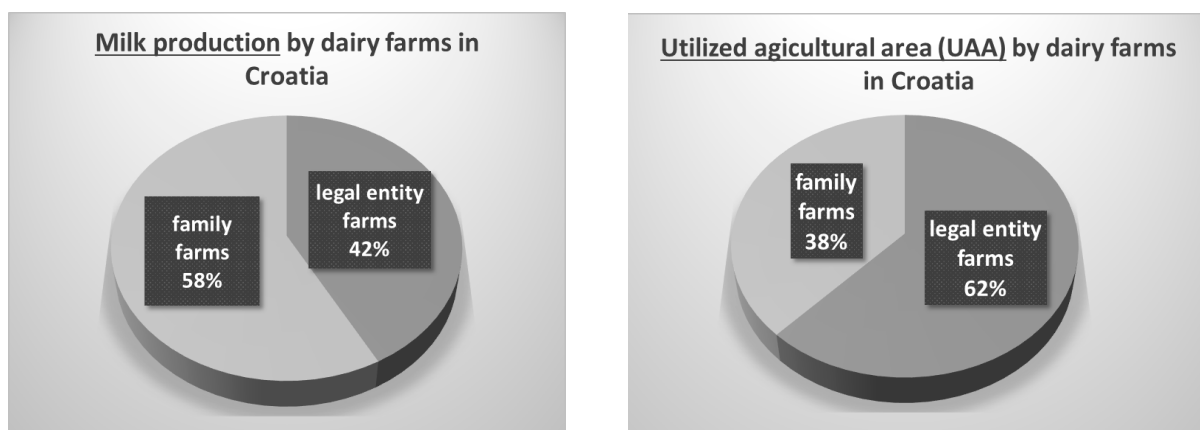 Milk production by dairy farms in
Croatia
family
farms
58%
legal entity
farms
42%
Utilized agicultural area (UAA) by dairy farms
in Croatia
family
farms
38%
legal entity
farms
62%